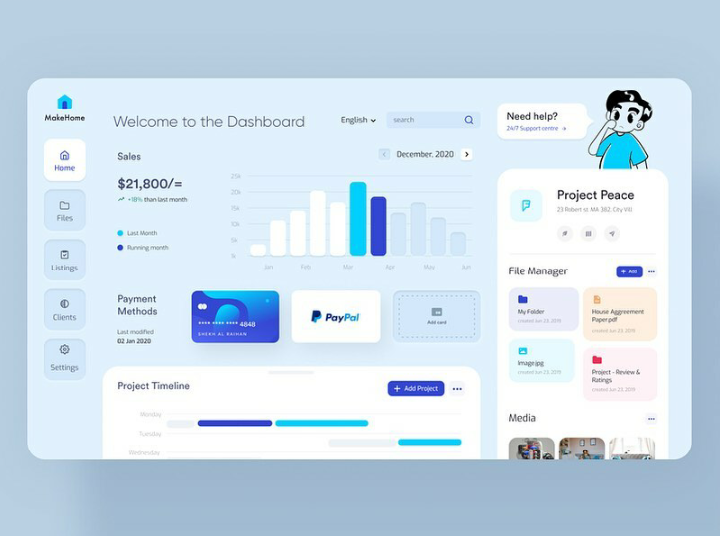 MakeHome
Home
Files
Listings
Clients
Settings
Welcome to the Dashboard
English
search
Sales
$21,800/=
+18% than last month
Last Month
Running month
December. 2020
25k
20k
15k
10k
5k
1k
Jan
Feb
Mar
Apr
May
Jun
Payment
Methods
Last modified
02 Jan 2020
4848
SHEKH AL RAIHAN
PayPal
Add card
Project Timeline
+ Add Project
Monday
Tuesday
Wednesday
Need help?
24/7 Support centre
Project Peace
23 Robert st. MA 382, City VIII
File Manager
+ Add
My Folder
created Jun 23, 2019
House Aggreement
Paper.pdf
created Jun 23, 2019
Image.jpg
created Jun 23, 2019
Project - Review &
Ratings
created Jun 23, 2019
Media